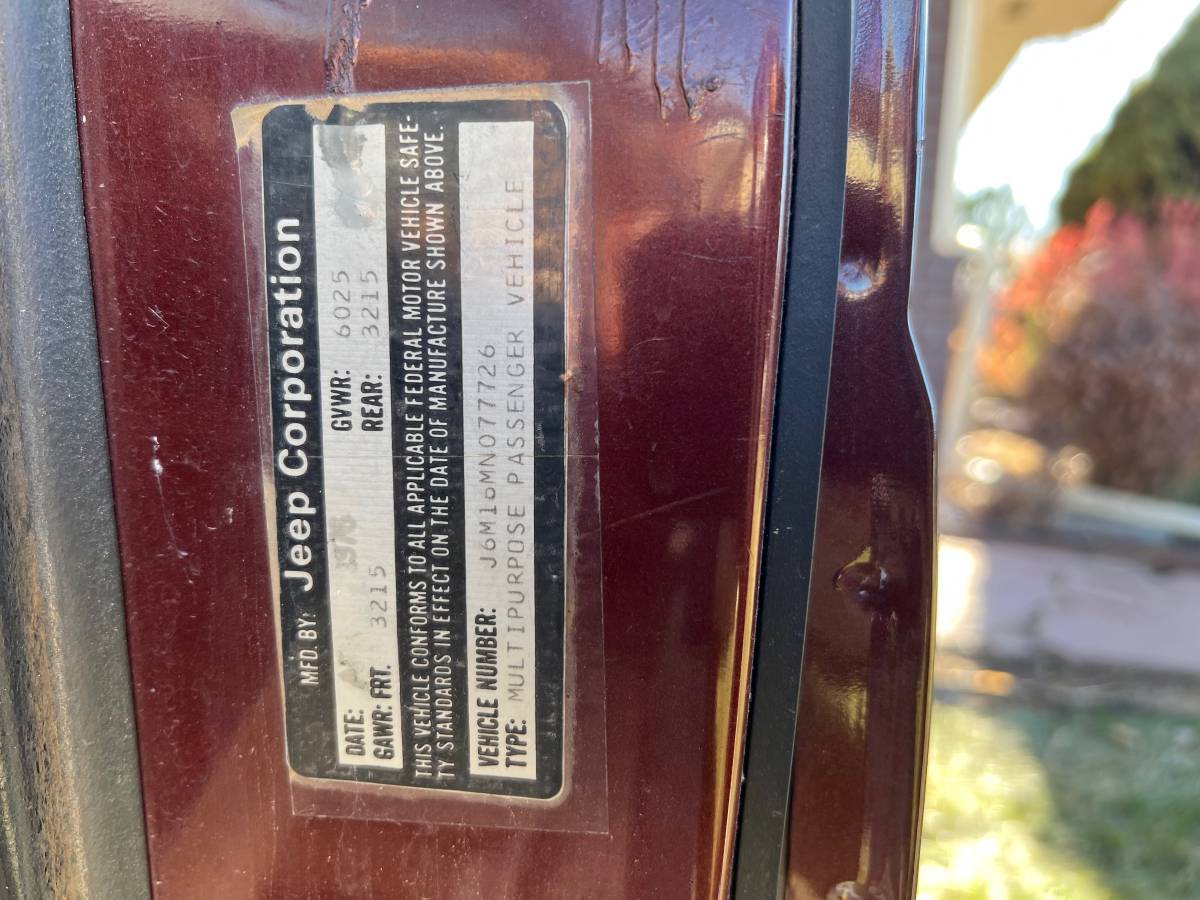 MFD. BY: Jeep Corporation
DATE: GVWR: 6025
GAWR: FRT. 3215 REAR: 3215
THIS VEHICLE CONFORMS TO ALL APPLICABLE FEDERAL MOTOR VEHICLE SAFE-
TY STANDARDS IN EFFECT ON THE DATE OF MANUFACTURE SHOWN ABOVE.
VEHICLE NUMBER: J6M16MN077726
TYPE: MULTIPURPOSE PASSENGER VEHICLE